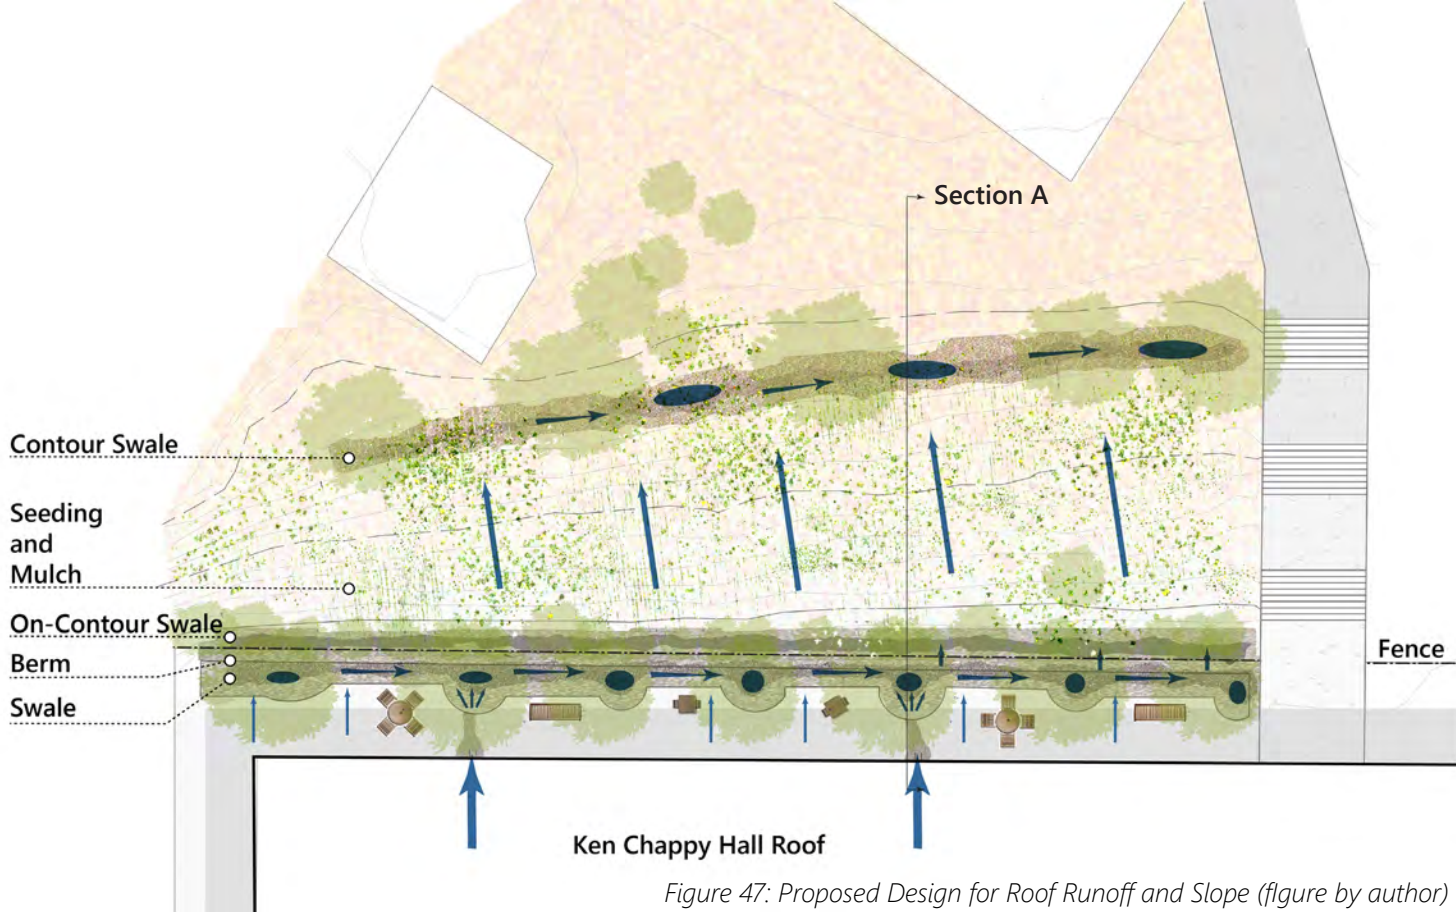 Section A
Contour Swale
Seeding
and
Mulch
On-Contour Swale
Berm
Swale
Fence
Ken Chappy Hall Roof
Figure 47: Proposed Design for Roof Runoff and Slope (fIgure by author)